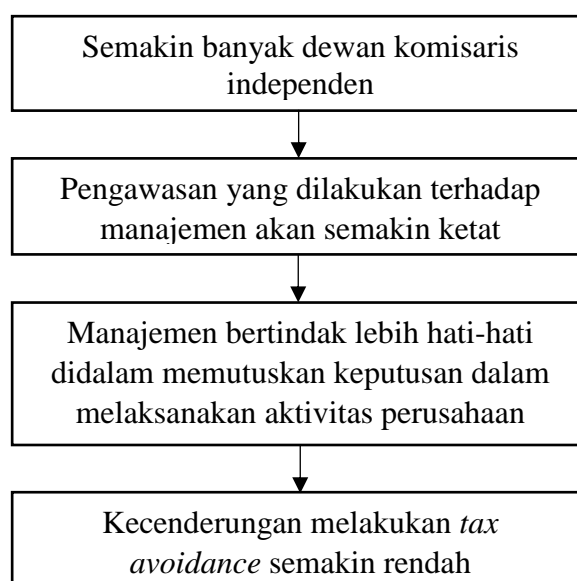 Semakin banyak dewan komisaris
independen
Pengawasan yang dilakukan terhadap
manajemen akan semakin ketat
Manajemen bertindak lebih hati-hati
didalam memutuskan keputusan dalam
melaksanakan aktivitas perusahaan
Kecenderungan melakukan tax
avoidance semakin rendah